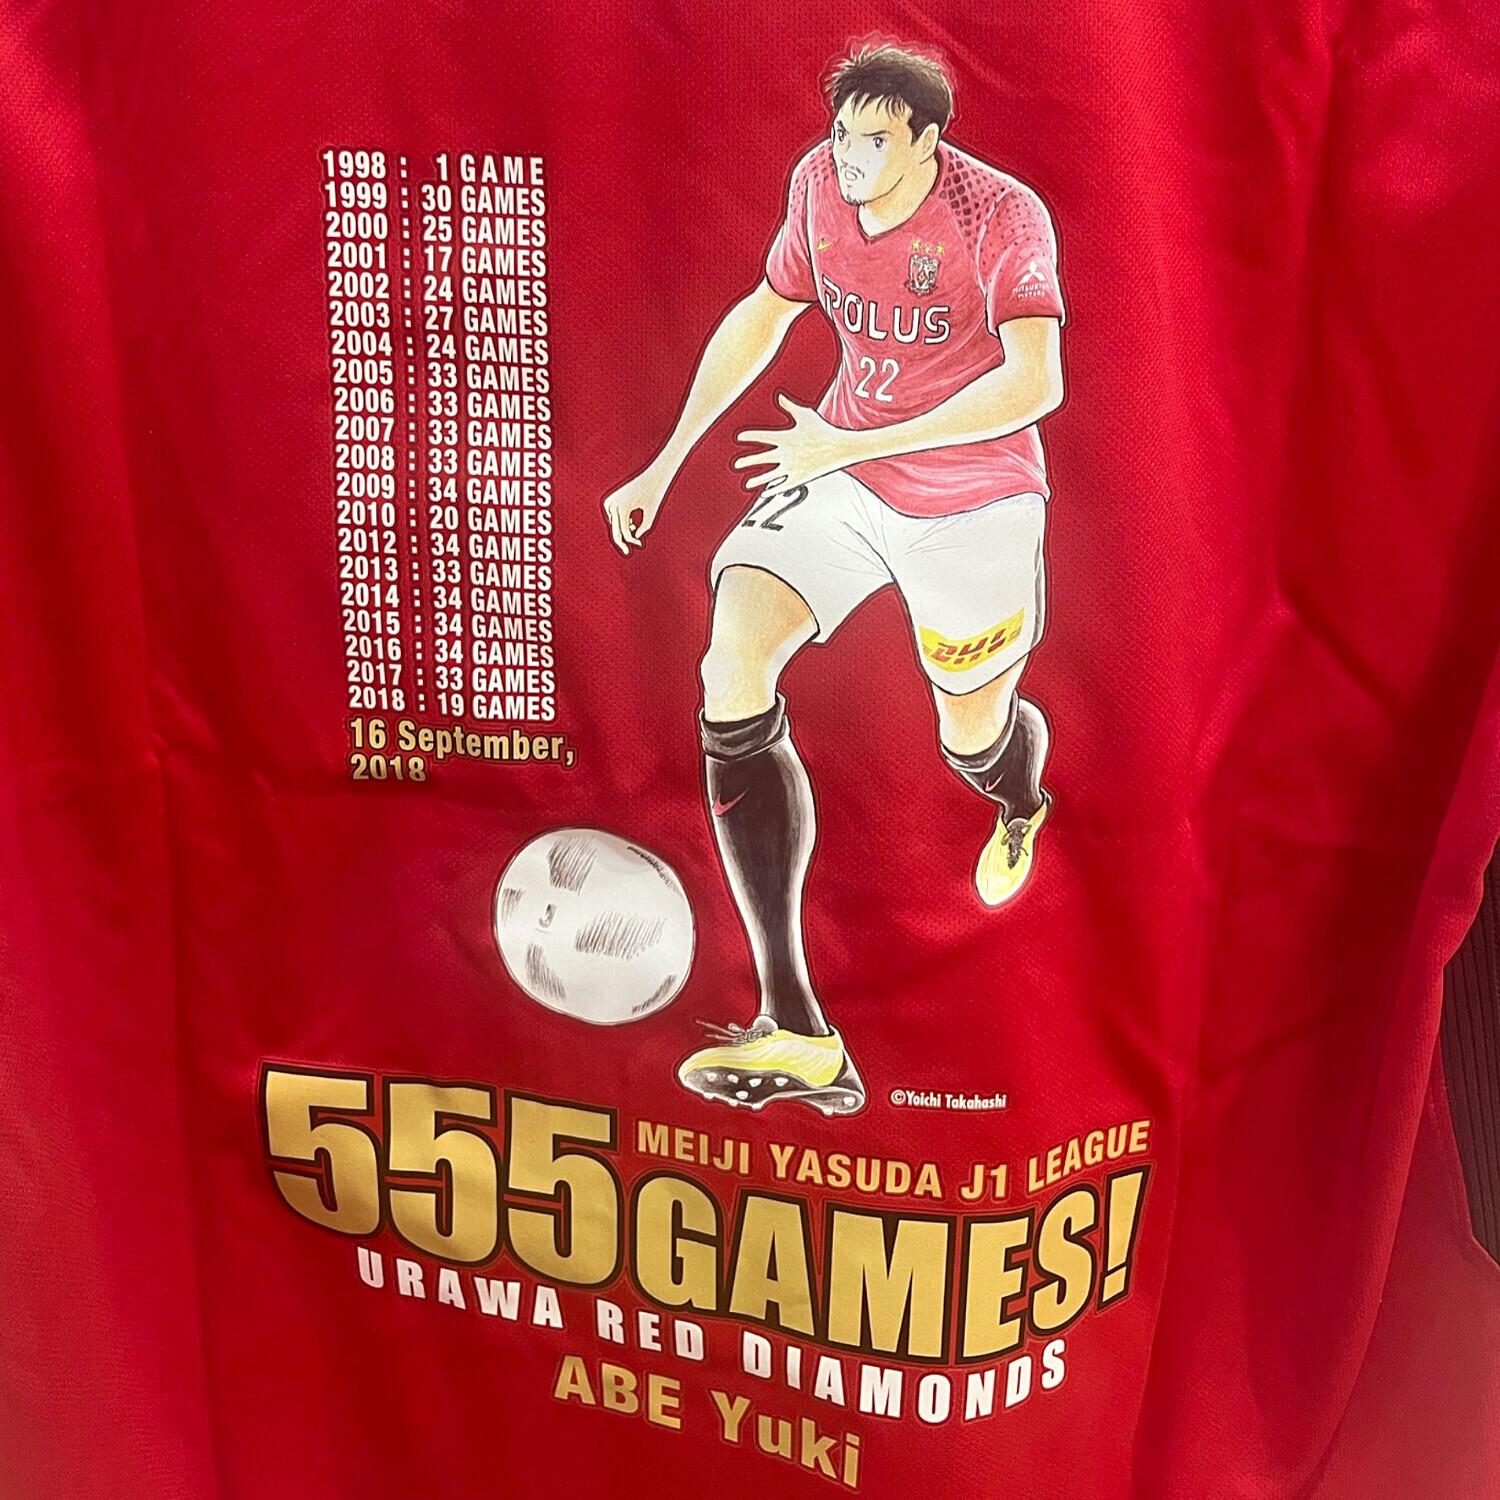 1998 : 1 GAME
1999 : 30 GAMES
2000 : 25 GAMES
2001 : 17 GAMES
2002 : 24 GAMES
2003 : 27 GAMES
2004 : 24 GAMES
2005 : 33 GAMES
2006 : 33 GAMES
2007 : 33 GAMES
2008 : 33 GAMES
2009 : 34 GAMES
2010 : 20 GAMES
2012 : 34 GAMES
2013 : 33 GAMES
2014 : 34 GAMES
2015 : 34 GAMES
2016 : 34 GAMES
2017 : 33 GAMES
2018 : 19 GAMES
16 September,
2018
POLUS
22
MITSUBISHI
MOTORS
22
DHL
J
©Yoichi Takahashi
MEIJI YASUDA J1 LEAGUE
555 GAMES!
URAWA RED DIAMONDS
ABE Yuki